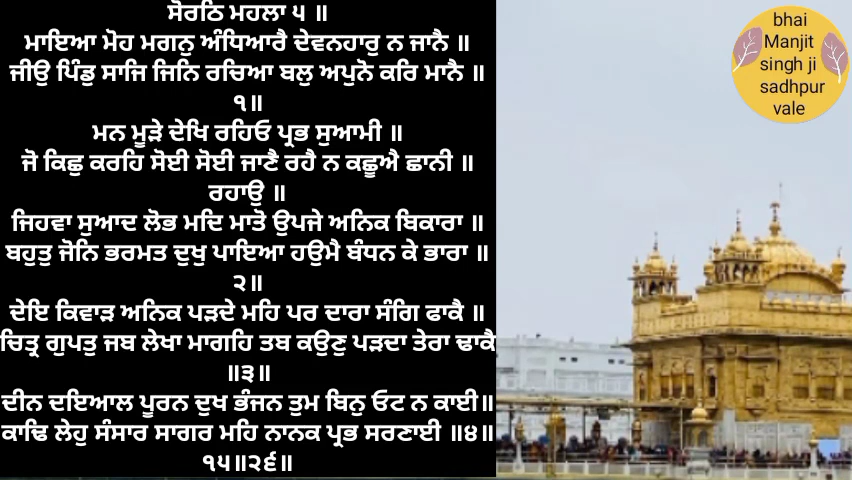 ਸੋਰਠਿ ਮਹਲਾ ੫ ॥
ਮਾਇਆ ਮੋਹ ਮਗਨੁ ਅੰਧਿਆਰੈ ਦੇਵਨਹਾਰੁ ਨ ਜਾਨੈ ॥
ਜੀਉ ਪਿੰਡੁ ਸਾਜਿ ਜਿਨਿ ਰਚਿਆ ਬਲੁ ਅਪੁਨੋ ਕਰਿ ਮਾਨੈ ॥
੧॥
ਮਨ ਮੂੜੇ ਦੇਖਿ ਰਹਿਓ ਪ੍ਰਭ ਸੁਆਮੀ ॥
ਜੋ ਕਿਛੁ ਕਰਹਿ ਸੋਈ ਸੋਈ ਜਾਣੈ ਰਹੈ ਨ ਕਛੂਐ ਛਾਨੀ ॥
ਰਹਾਉ ॥
ਜਿਹਵਾ ਸੁਆਦ ਲੋਭ ਮਦਿ ਮਾਤੋ ਉਪਜੇ ਅਨਿਕ ਬਿਕਾਰਾ ॥
ਬਹੁਤੁ ਜੋਨਿ ਭਰਮਤ ਦੁਖੁ ਪਾਇਆ ਹਉਮੈ ਬੰਧਨ ਕੇ ਭਾਰਾ ॥
੨॥
ਦੇਇ ਕਿਵਾੜ ਅਨਿਕ ਪੜਦੇ ਮਹਿ ਪਰ ਦਾਰਾ ਸੰਗਿ ਫਾਕੈ ॥
ਚਿਤ੍ਰ ਗੁਪਤੁ ਜਬ ਲੇਖਾ ਮਾਗਹਿ ਤਬ ਕਉਣੁ ਪੜਦਾ ਤੇਰਾ ਢਾਕੈ
॥੩॥
ਦੀਨ ਦਇਆਲ ਪੂਰਨ ਦੁਖ ਭੰਜਨ ਤੁਮ ਬਿਨੁ ਓਟ ਨ ਕਾਈ॥
ਕਾਢਿ ਲੇਹੁ ਸੰਸਾਰ ਸਾਗਰ ਮਹਿ ਨਾਨਕ ਪ੍ਰਭ ਸਰਣਾਈ ॥੪॥
੧੫॥੨੬॥
bhai
Manjit
singh ji
sadhpur
vale